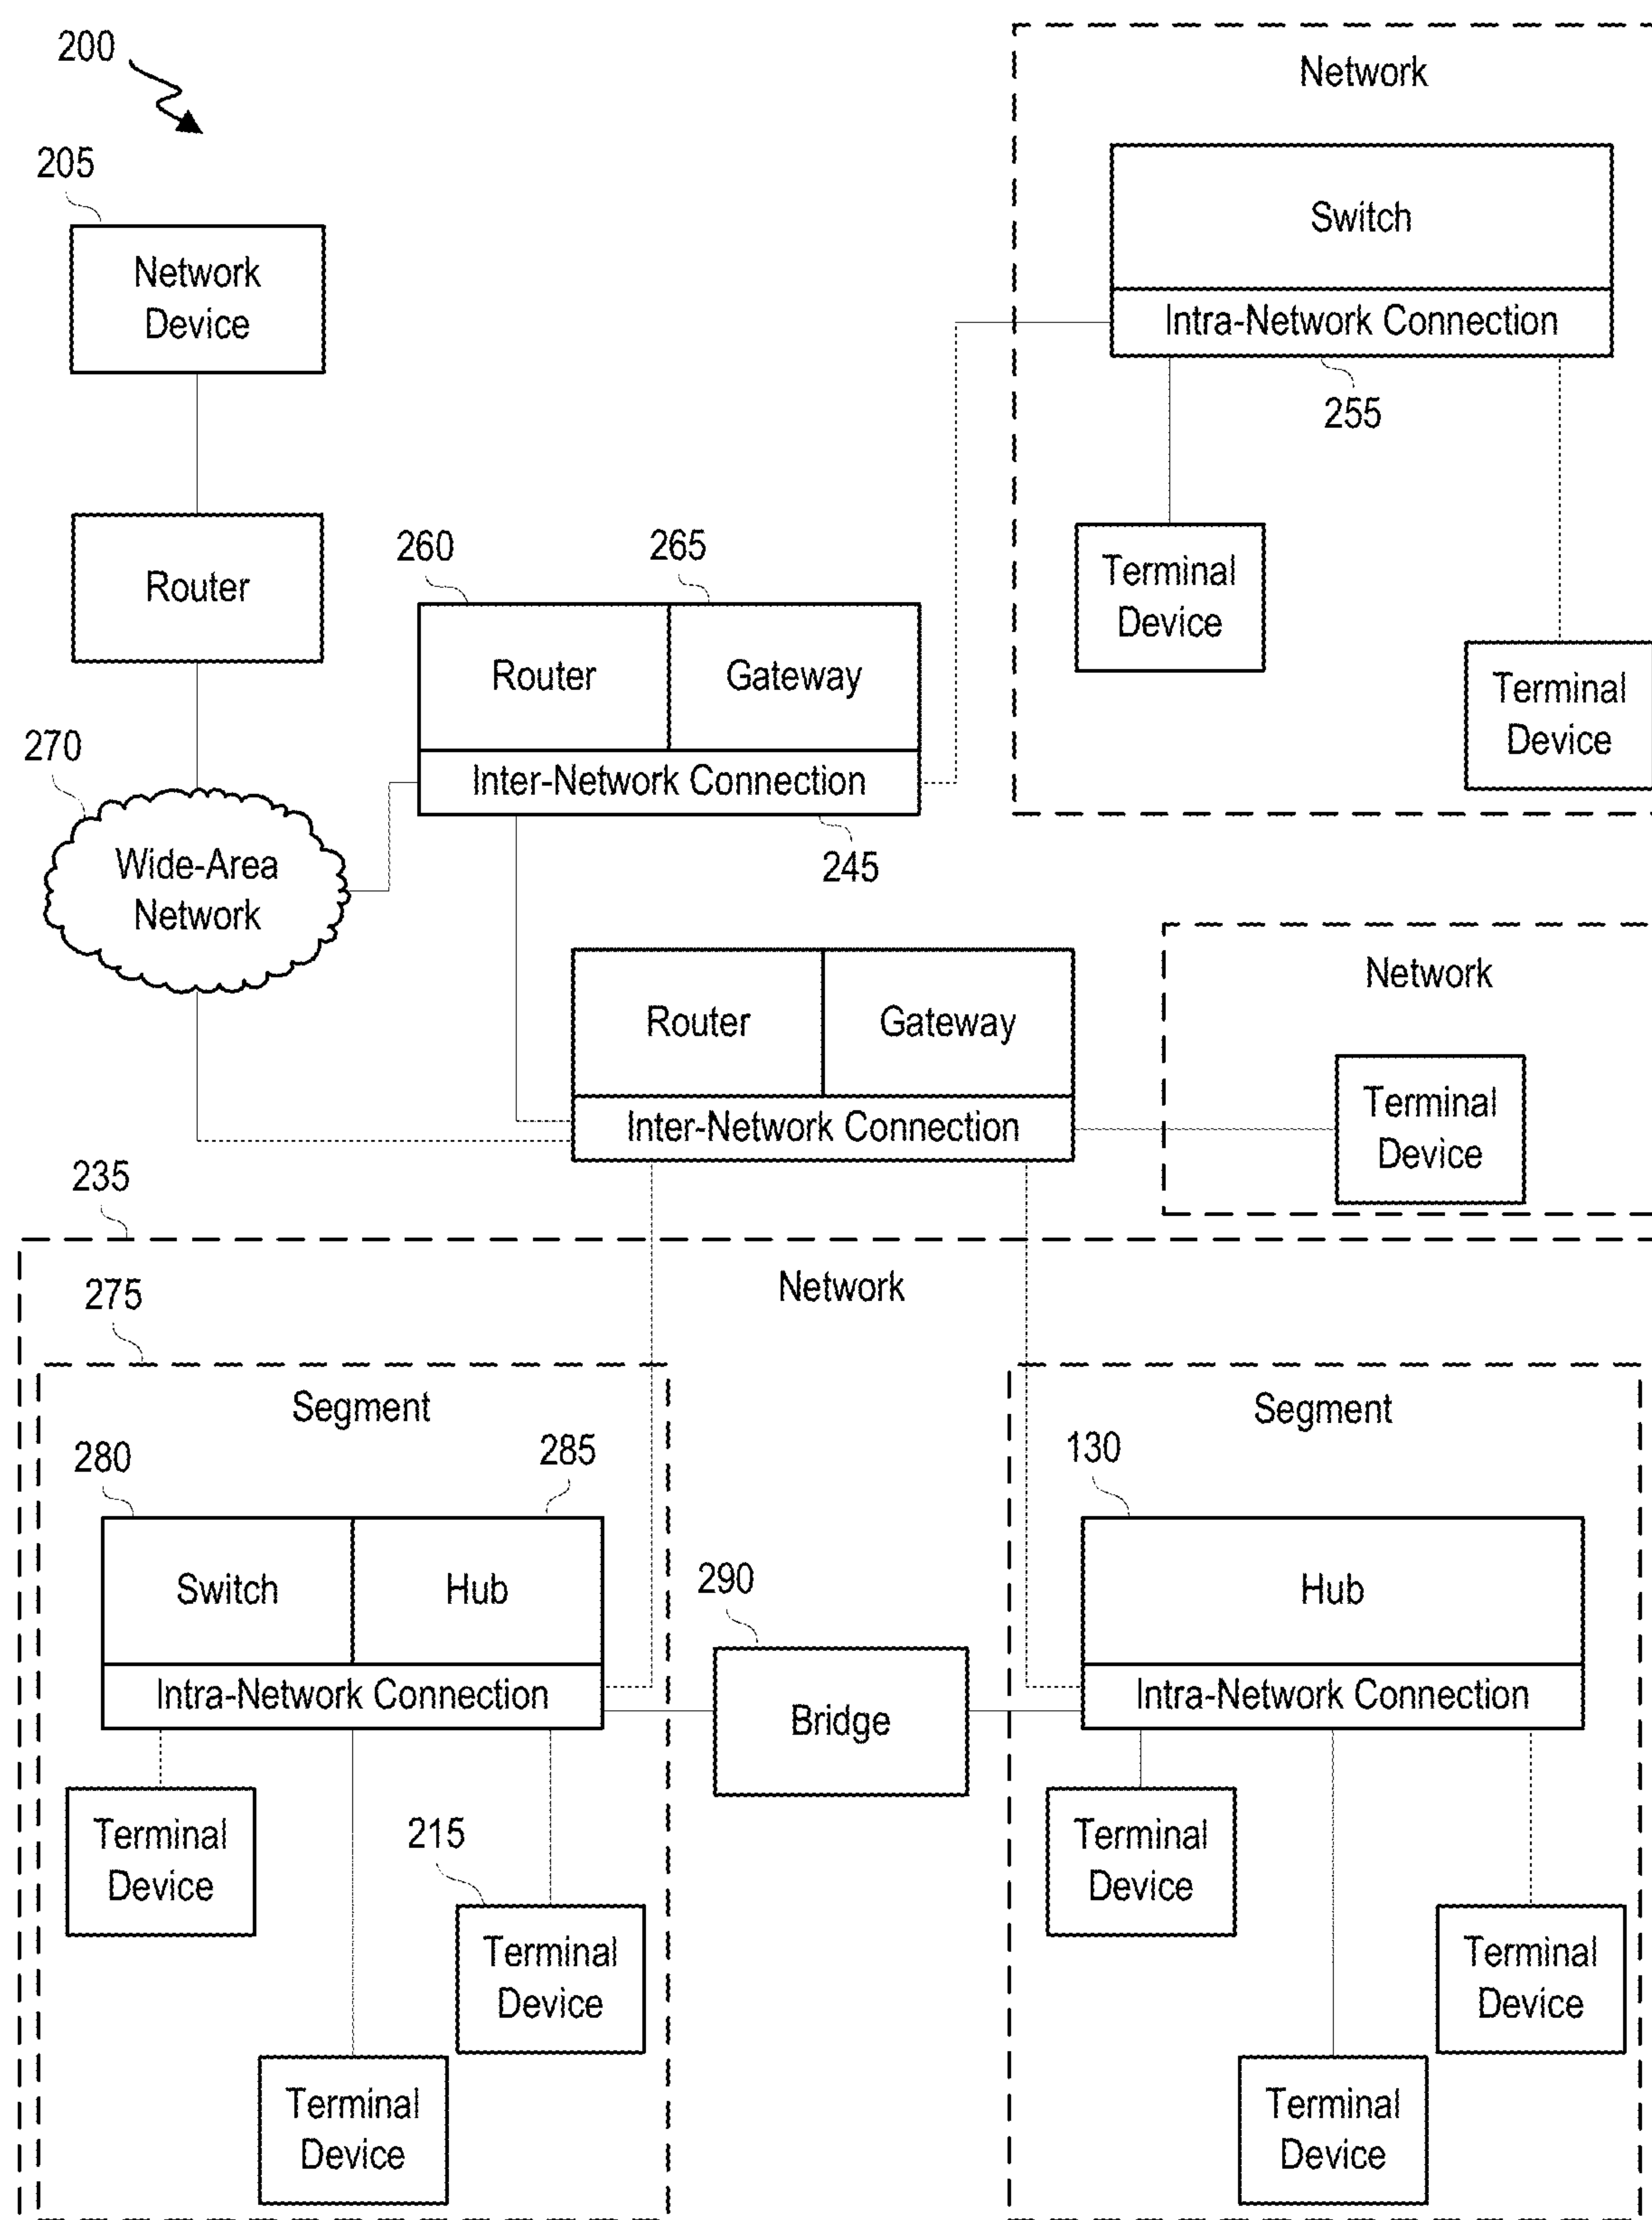 200
Network
205
Switch
Network
Device
Intra-Network Connection
255
260
265
Terminal
Device
Router
Router
Gateway
Terminal
Device
270
Inter-Network Connection
245
Wide-Area
Network
Network
Router
Gateway
Terminal
Device
Inter-Network Connection
235
Network
275
Segment
Segment
280
285
130
Switch
Hub
290
Hub
Intra-Network Connection
Bridge
Intra-Network Connection
Terminal
Device
215
Terminal
Device
Terminal
Device
Terminal
Device
Terminal
Device
Terminal
Device